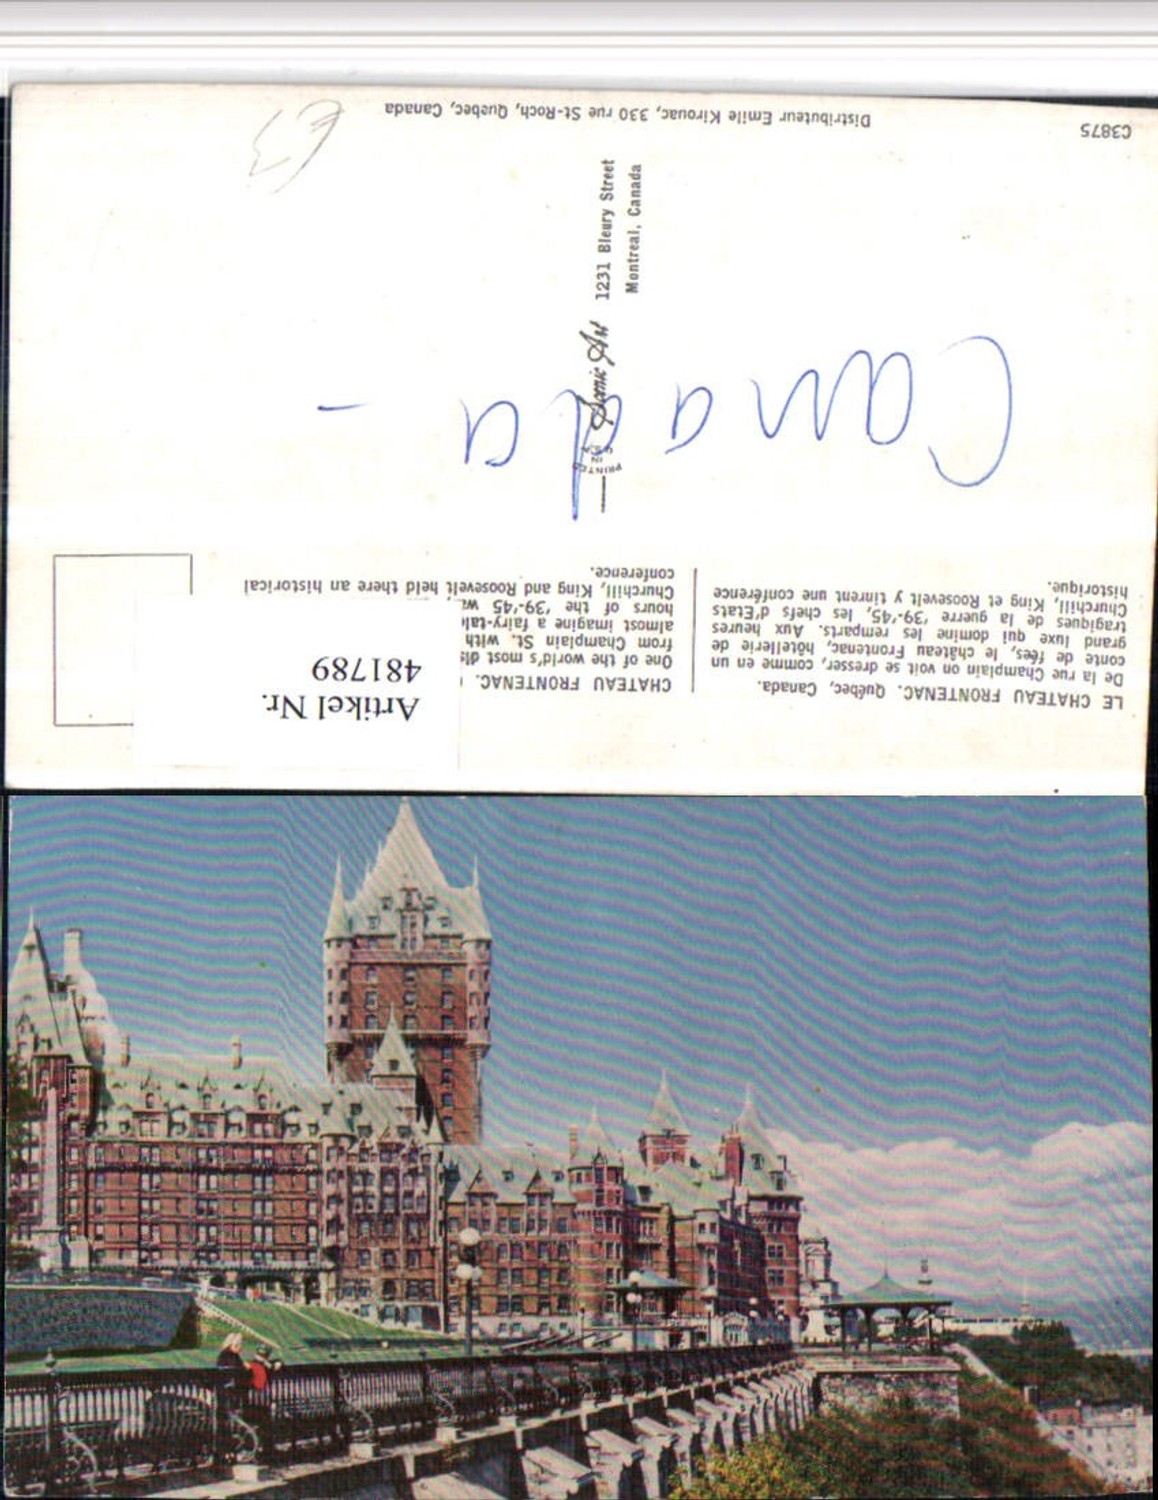 LE CHATEAU FRONTENAC. Québec, Canada.
De la rue Champlain on voit se dresser, comme en un
conte de fées, le château Frontenac, hôtellerie de
grand luxe qui domine les remparts. Aux heures
tragiques de la guerre '39-'45, les chefs d'Etats
Churchill, King et Roosevelt y tinrent une conférence
historique.
CHATEAU FRONTENAC.
One of the world's most dis
from Champlain St. with
almost imagine a fairy-tal
hours of the '39-'45 wa
Churchill, King and Roosevelt held there an historical
conference.
Artikel Nr.
481789
Canada -
PRINTED
IN
Scenic Art
1231 Bleury Street
Montreal, Canada
C3875
Distributeur Emile Kirouac, 330 rue St-Roch, Quebec, Canada